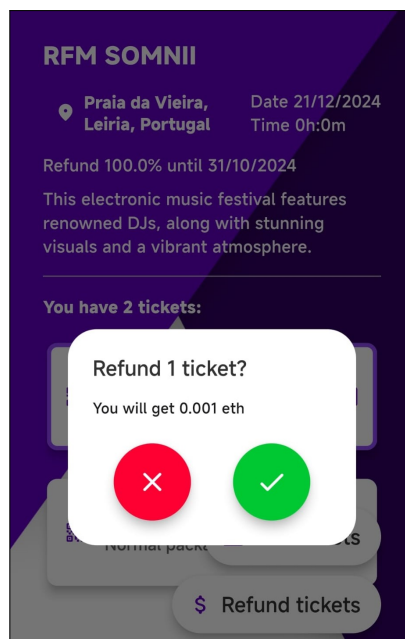 RFM SOMNII
Praia da Vieira,
Leiria, Portugal
Date 21/12/2024
Time 0h:0m
Refund 100.0% until 31/10/2024
This electronic music festival features
renowned DJs, along with stunning
visuals and a vibrant atmosphere.
You have 2 tickets:
Refund 1 ticket?
You will get 0.001 eth
Normal
$ Refund tickets